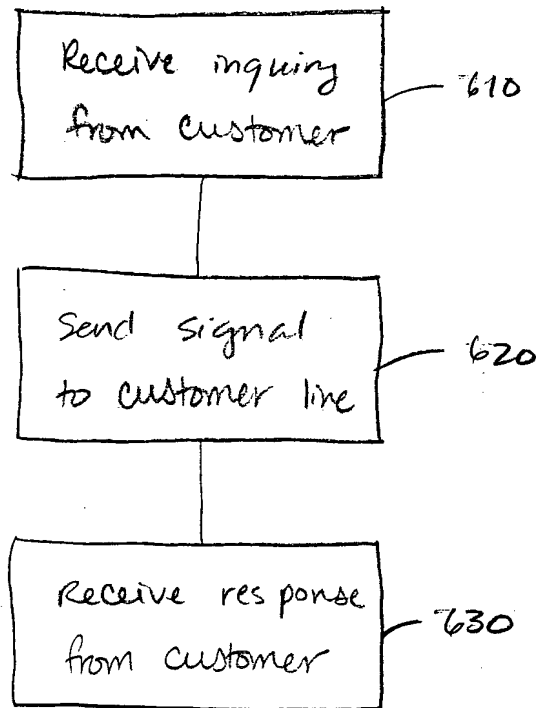 Receive inquiry
from customer
610
Send signal
to customer line
620
Receive response
from customer
630